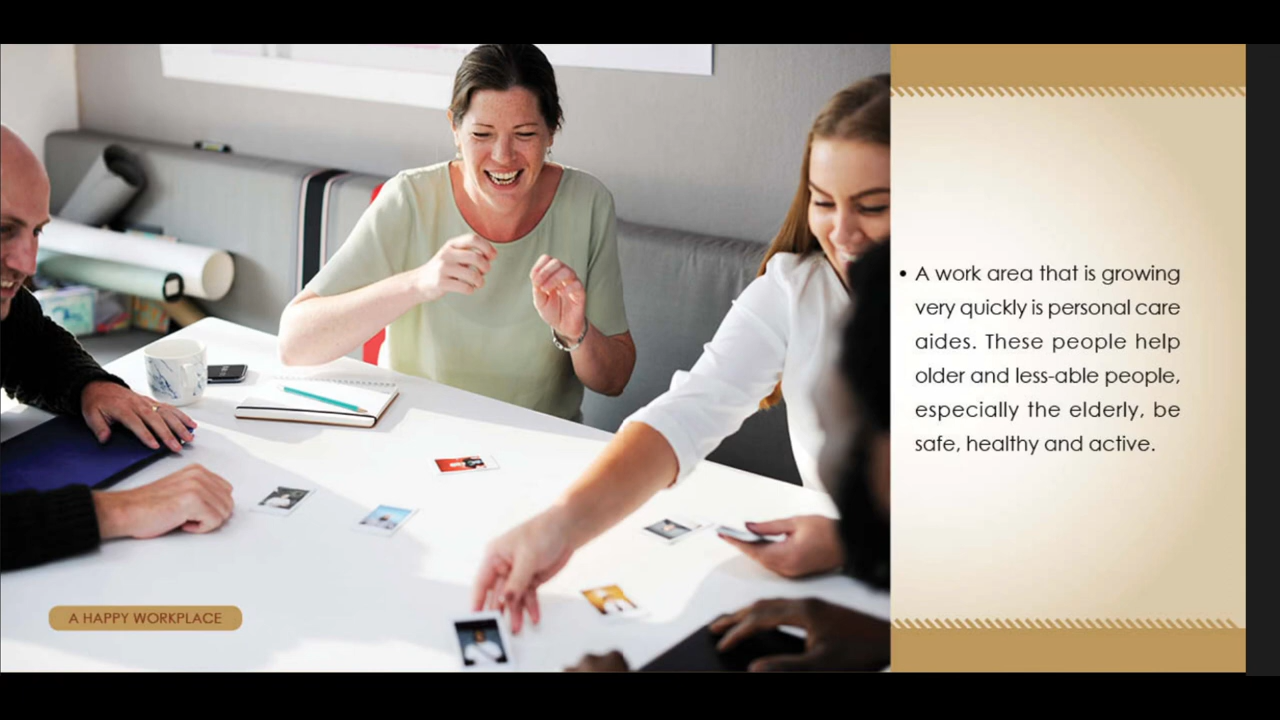 • A work area that is growing
very quickly is personal care
aides. These people help
older and less-able people,
especially the elderly, be
safe, healthy and active.
A HAPPY WORKPLACE